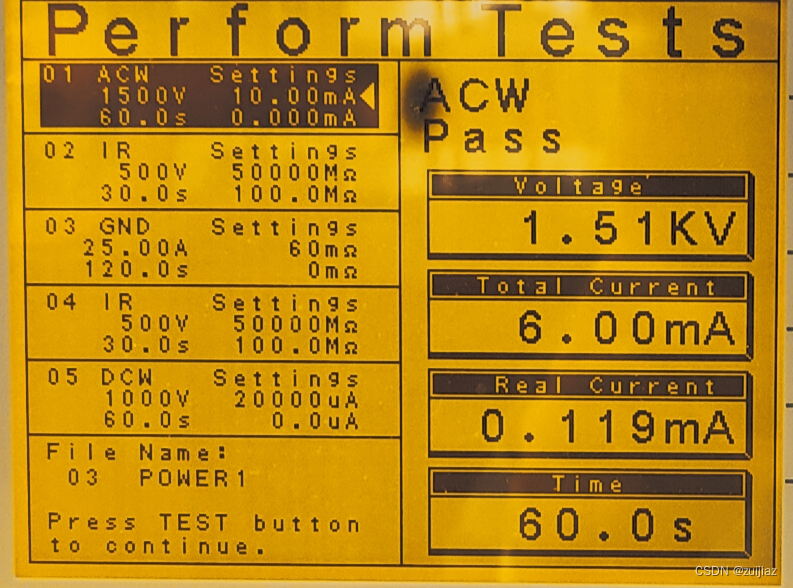 Perform Tests
01 ACW Settings
1500V 10.00mA
60.0s 0.000mA
02 IR Settings
500V 50000MΩ
30.0s 100.0MΩ
03 GND Settings
25.00A 60mΩ
120.0s 0mΩ
04 IR Settings
500V 50000MΩ
30.0s 100.0MΩ
05 DCW Settings
1000V 20000uA
60.0s 0.0uA
File Name:
03 POWER1
Press TEST button
to continue.
ACW
Pass
Voltage
1.51KV
Total Current
6.00mA
Real Current
0.119mA
Time
60.0s
CSDN @zuijiaz